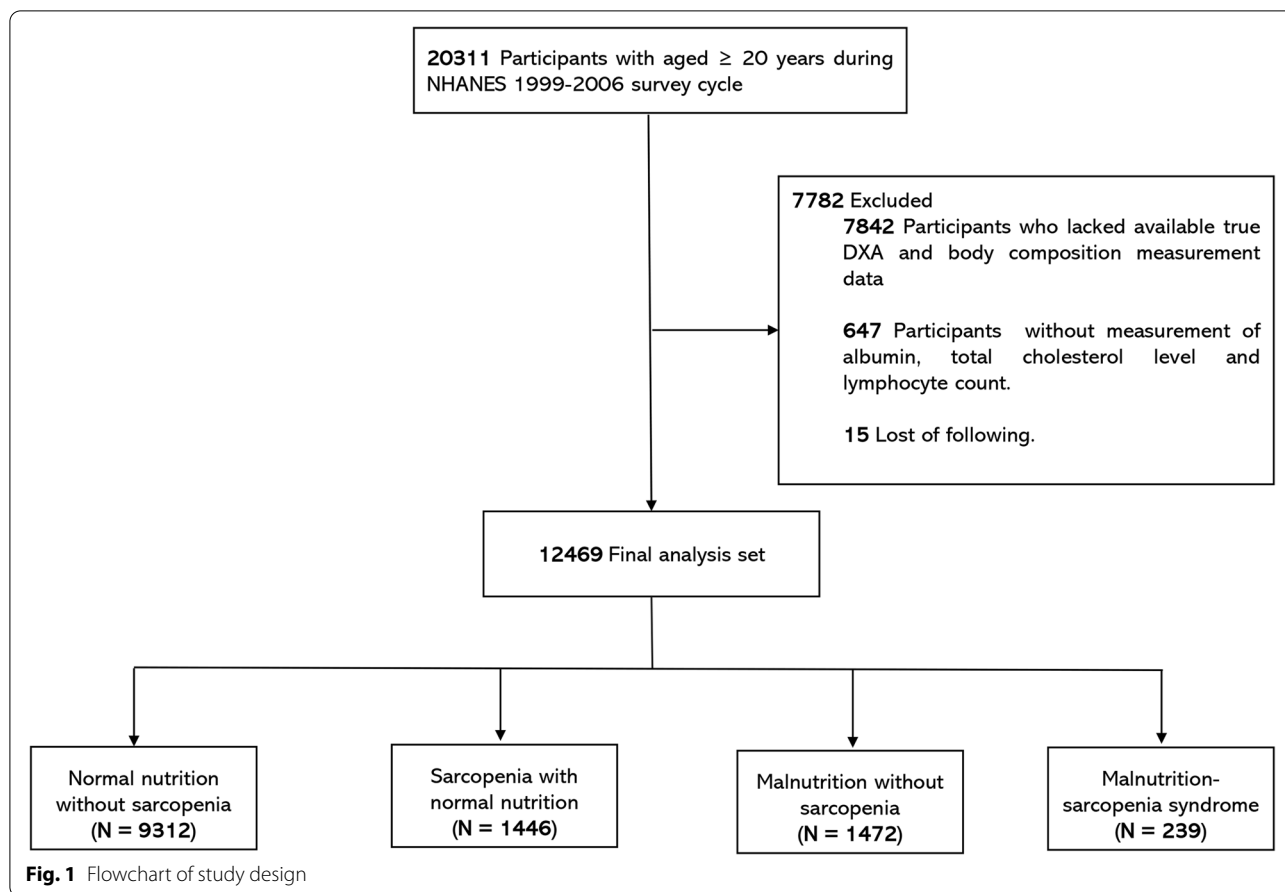 20311 Participants with aged ≥ 20 years during
NHANES 1999-2006 survey cycle
7782 Excluded
7842 Participants who lacked available true
DXA and body composition measurement
data
647 Participants without measurement of
albumin, total cholesterol level and
lymphocyte count.
15 Lost of following.
12469 Final analysis set
Normal nutrition
without sarcopenia
(N = 9312)
Sarcopenia with
normal nutrition
(N = 1446)
Malnutrition without
sarcopenia
(N = 1472)
Malnutrition-
sarcopenia syndrome
(N = 239)
Fig. 1 Flowchart of study design